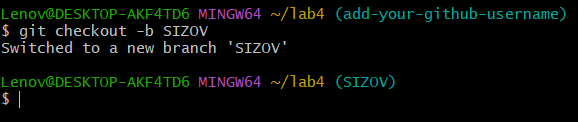 Lenov@DESKTOP-AKF4TD6 MINGW64 ~/lab4 (add-your-github-username)
$ git checkout -b SIZOV
Switched to a new branch 'SIZOV'
Lenov@DESKTOP-AKF4TD6 MINGW64 ~/lab4 (SIZOV)
$